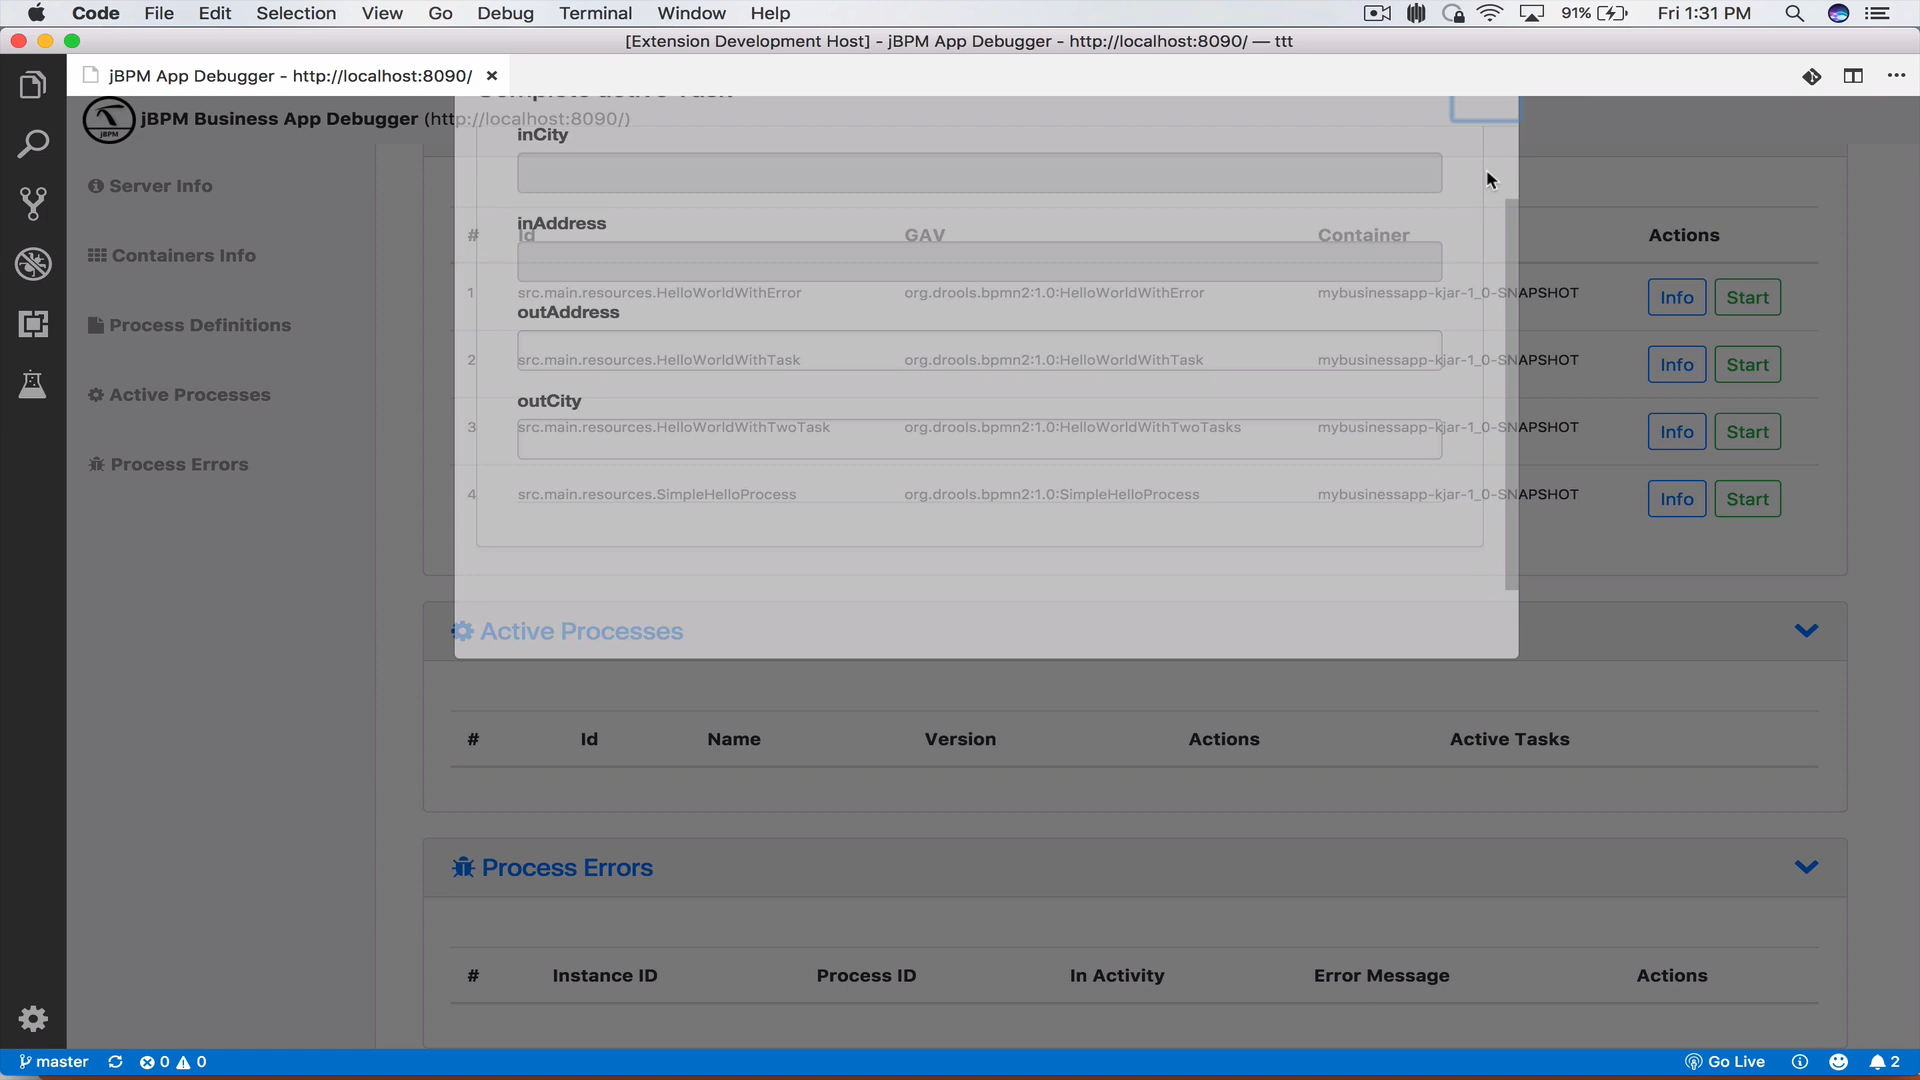 Code File Edit Selection View Go Debug Terminal Window Help 91% Fri 1:31 PM
[Extension Development Host] - jBPM App Debugger - http://localhost:8090/ — ttt
jBPM App Debugger - http://localhost:8090/
jBPM
jBPM Business App Debugger (http://localhost:8090/)
Server Info
Containers Info
Process Definitions
Active Processes
Process Errors
Complete active Task
inCity
inAddress
outAddress
outCity
# Id GAV Container Actions
1 src.main.resources.HelloWorldWithError org.drools.bpmn2:1.0:HelloWorldWithError mybusinessapp-kjar-1_0-SNAPSHOT Info Start
2 src.main.resources.HelloWorldWithTask org.drools.bpmn2:1.0:HelloWorldWithTask mybusinessapp-kjar-1_0-SNAPSHOT Info Start
3 src.main.resources.HelloWorldWithTwoTask org.drools.bpmn2:1.0:HelloWorldWithTwoTasks mybusinessapp-kjar-1_0-SNAPSHOT Info Start
4 src.main.resources.SimpleHelloProcess org.drools.bpmn2:1.0:SimpleHelloProcess mybusinessapp-kjar-1_0-SNAPSHOT Info Start
Active Processes
# Id Name Version Actions Active Tasks
Process Errors
# Instance ID Process ID In Activity Error Message Actions
master 0 0 Go Live 2